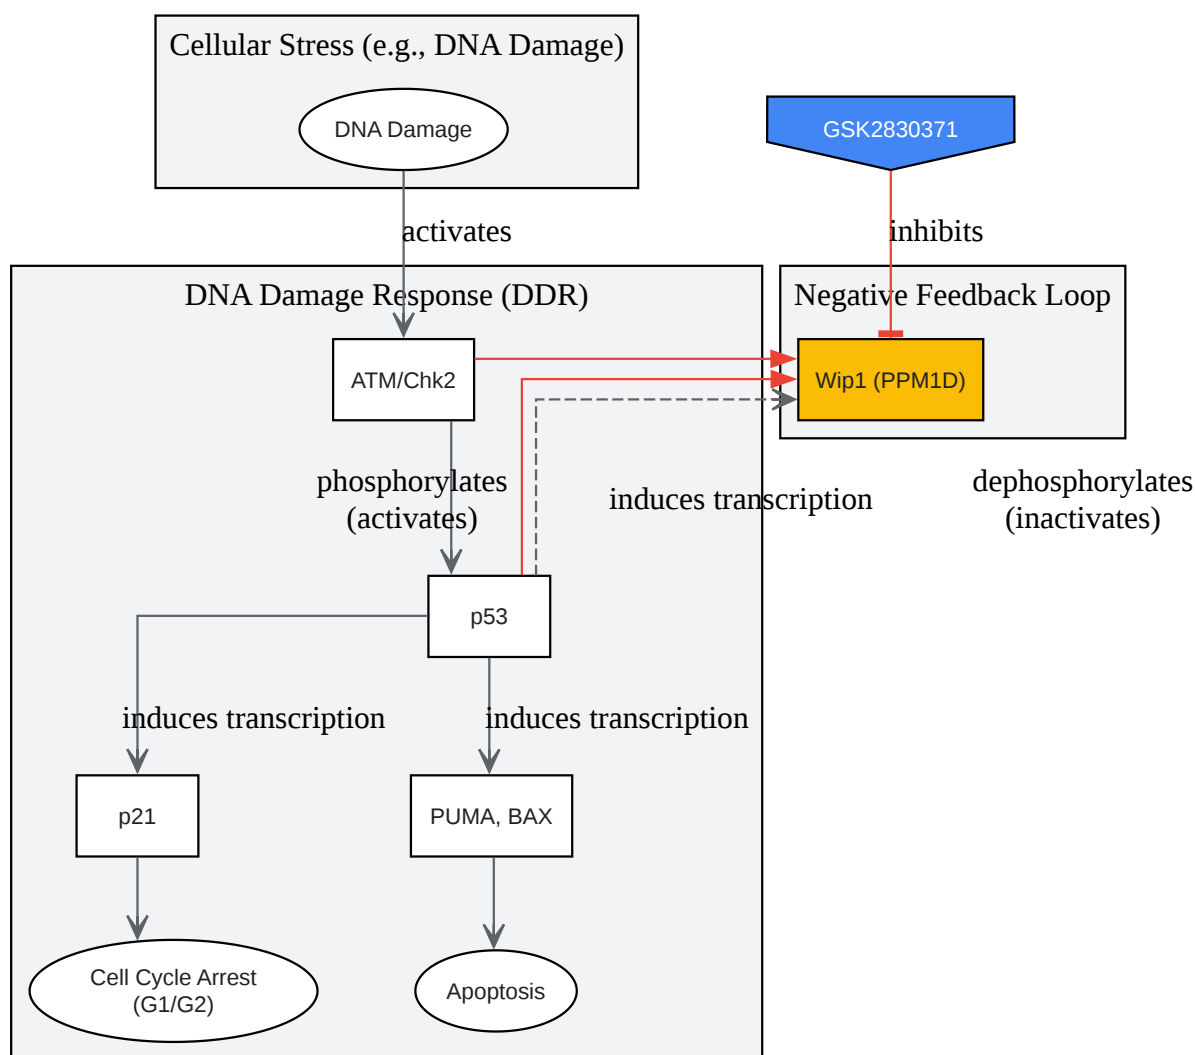 Cellular Stress (e.g., DNA Damage)
DNA Damage
GSK2830371
activates
inhibits
DNA Damage Response (DDR)
Negative Feedback Loop
ATM/Chk2
Wip1 (PPM1D)
phosphorylates
(activates)
induces transcription
dephosphorylates
(inactivates)
p53
induces transcription
induces transcription
p21
PUMA, BAX
Cell Cycle Arrest
(G1/G2)
Apoptosis